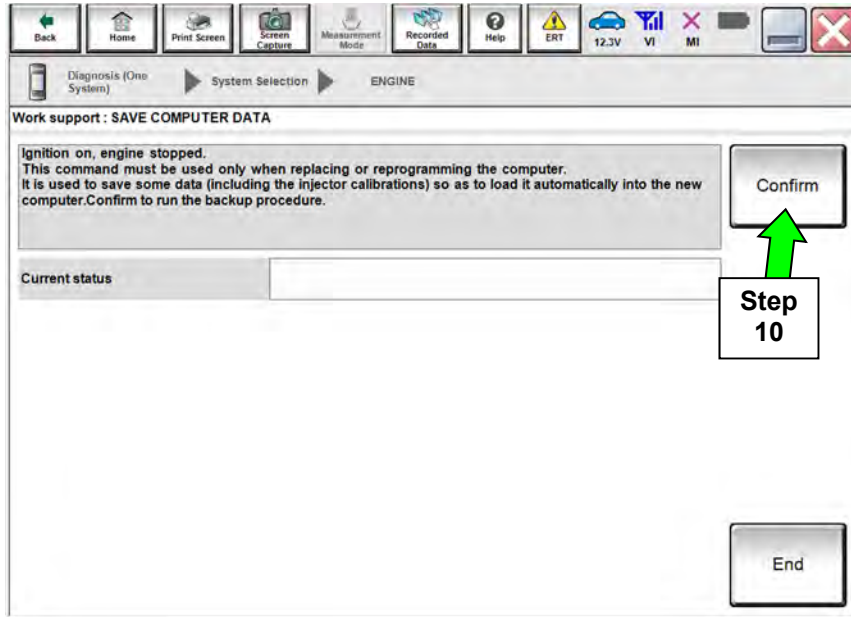 Back
Home
Print Screen
Screen
Capture
Measurement
Mode
Recorded
Data
Help
ERT
12.3V
VI
MI
Diagnosis (One
System)
System Selection
ENGINE
Work support : SAVE COMPUTER DATA
Ignition on, engine stopped.
This command must be used only when replacing or reprogramming the computer.
It is used to save some data (including the injector calibrations) so as to load it automatically into the new
computer.Confirm to run the backup procedure.
Confirm
Current status
Step
10
End